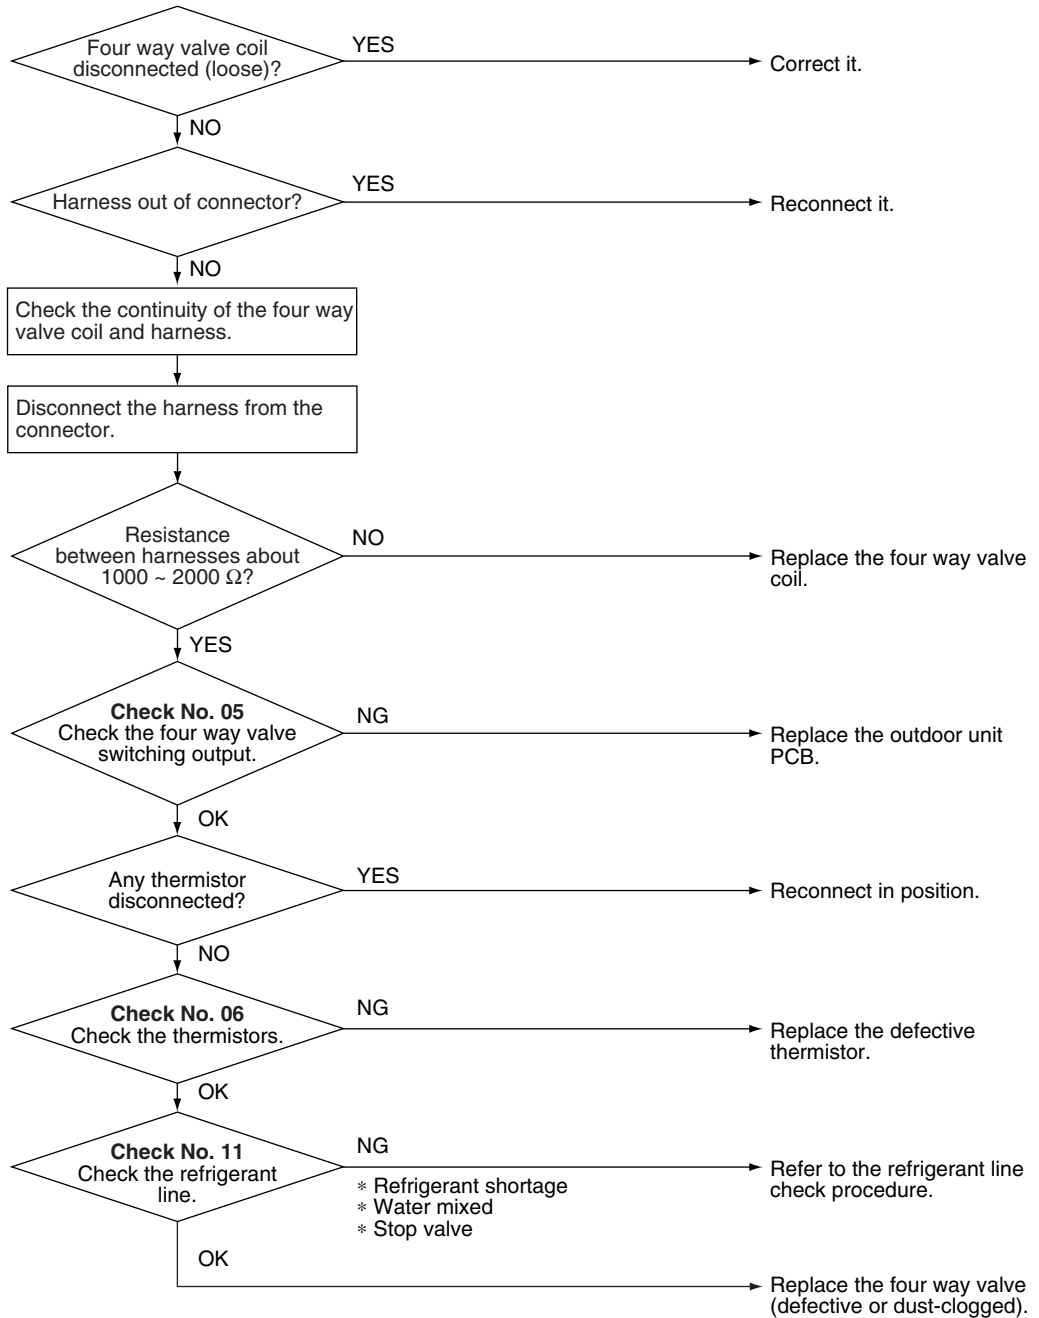 Four way valve coil
disconnected (loose)?
YES
Correct it.
NO
Harness out of connector?
YES
Reconnect it.
NO
Check the continuity of the four way
valve coil and harness.
Disconnect the harness from the
connector.
Resistance
between harnesses about
1000 ~ 2000 Ω?
NO
Replace the four way valve
coil.
YES
Check No. 05
Check the four way valve
switching output.
NG
Replace the outdoor unit
PCB.
OK
Any thermistor
disconnected?
YES
Reconnect in position.
NO
Check No. 06
Check the thermistors.
NG
Replace the defective
thermistor.
OK
Check No. 11
Check the refrigerant
line.
NG
∗ Refrigerant shortage
∗ Water mixed
∗ Stop valve
Refer to the refrigerant line
check procedure.
OK
Replace the four way valve
(defective or dust-clogged).